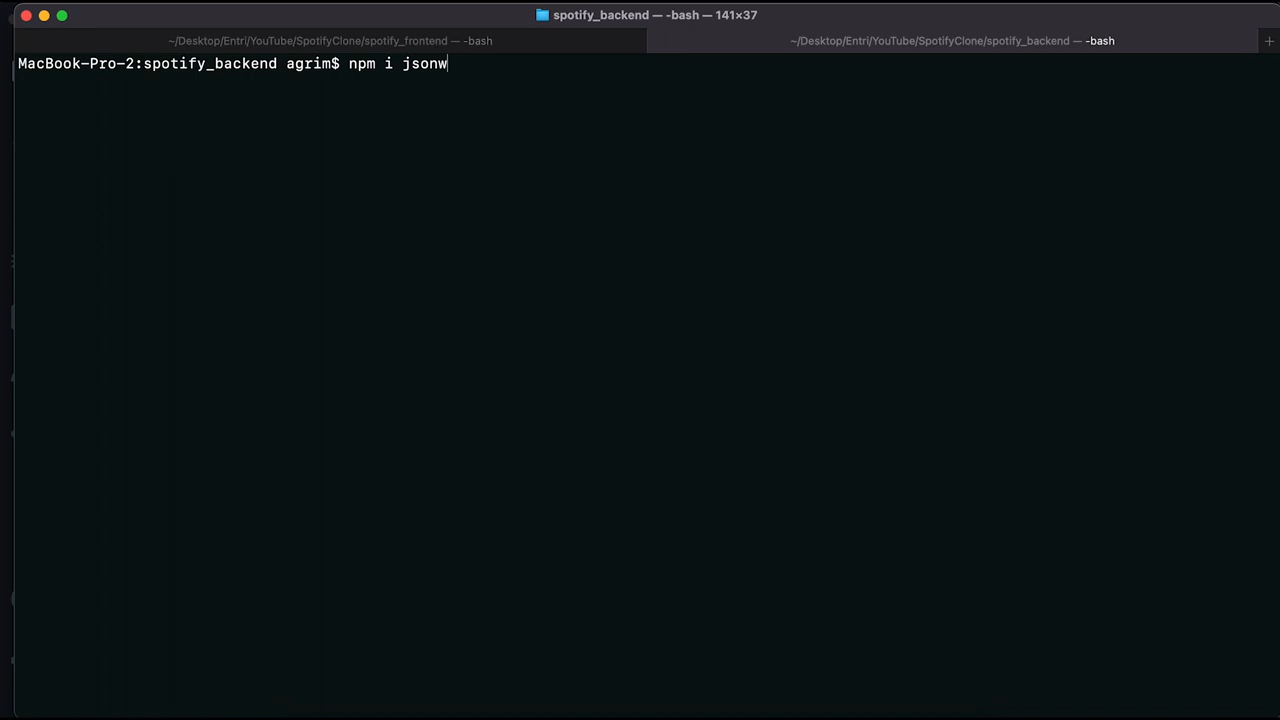 spotify_backend — -bash — 141×37
~/Desktop/Entri/YouTube/SpotifyClone/spotify_frontend — -bash
~/Desktop/Entri/YouTube/SpotifyClone/spotify_backend — -bash
MacBook-Pro-2:spotify_backend agrim$ npm i jsonw